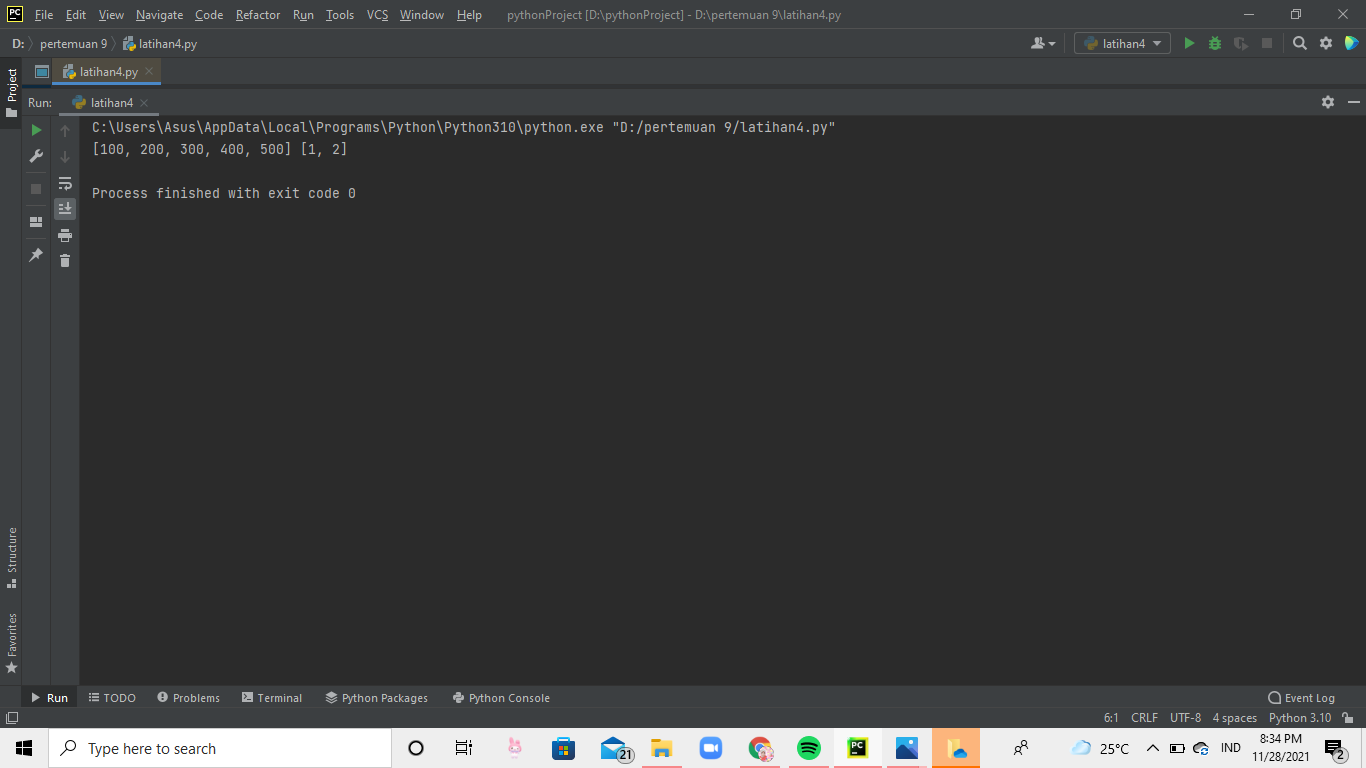 PC File Edit View Navigate Code Refactor Run Tools VCS Window Help pythonProject [D:\pythonProject] - D:\pertemuan 9\latihan4.py
D: pertemuan 9 latihan4.py latihan4
Project
latihan4.py
Run: latihan4
C:\Users\Asus\AppData\Local\Programs\Python\Python310\python.exe "D:/pertemuan 9/latihan4.py"
[100, 200, 300, 400, 500] [1, 2]
Process finished with exit code 0
Structure
Favorites
Run TODO Problems Terminal Python Packages Python Console Event Log
6:1 CRLF UTF-8 4 spaces Python 3.10
Type here to search 21 PC 25°C IND 8:34 PM
11/28/2021 2